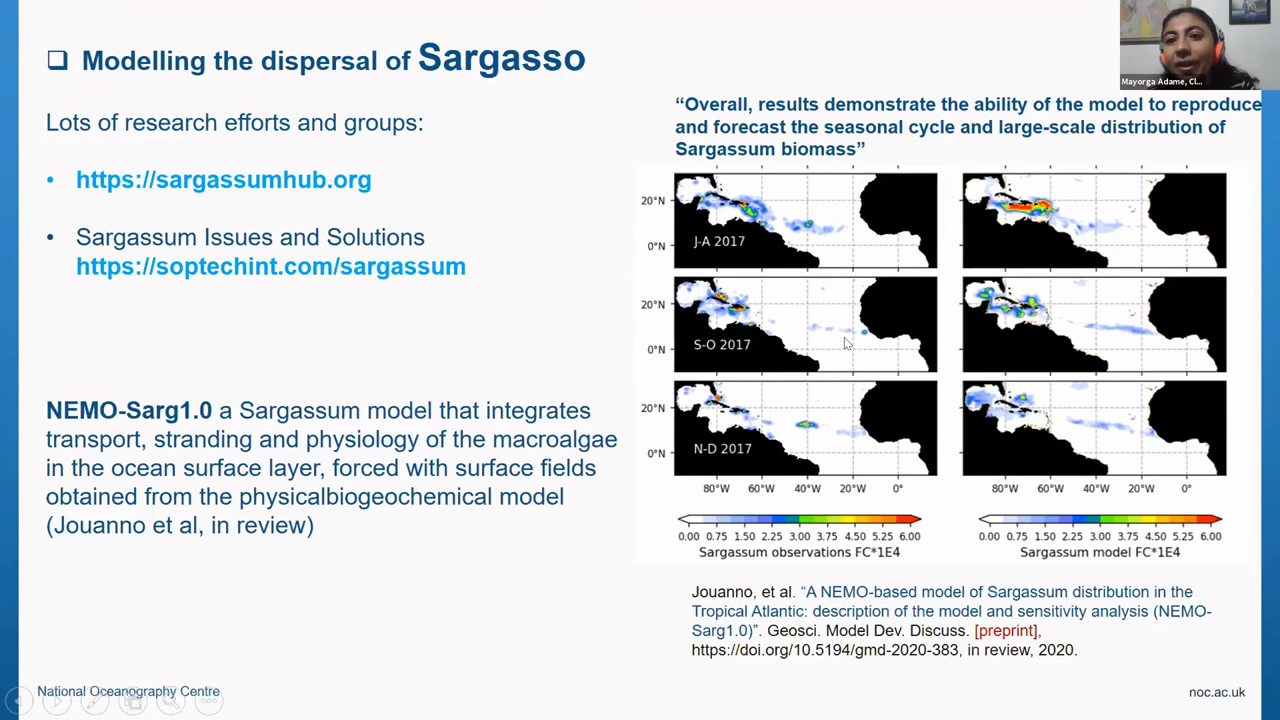 Modelling the dispersal of Sargasso
Lots of research efforts and groups:
• https://sargassumhub.org
• Sargassum Issues and Solutions
https://soptechint.com/sargassum
NEMO-Sarg1.0 a Sargassum model that integrates
transport, stranding and physiology of the macroalgae
in the ocean surface layer, forced with surface fields
obtained from the physicalbiogeochemical model
(Jouanno et al, in review)
Mayorga Adame, Cl...
“Overall, results demonstrate the ability of the model to reproduce
and forecast the seasonal cycle and large-scale distribution of
Sargassum biomass”
20°N
0°N
J-A 2017
20°N
0°N
S-O 2017
20°N
0°N
N-D 2017
80°W 60°W 40°W 20°W 0°
80°W 60°W 40°W 20°W 0°
0.00 0.75 1.50 2.25 3.00 3.75 4.50 5.25 6.00
Sargassum observations FC*1E4
0.00 0.75 1.50 2.25 3.00 3.75 4.50 5.25 6.00
Sargassum model FC*1E4
Jouanno, et al. “A NEMO-based model of Sargassum distribution in the
Tropical Atlantic: description of the model and sensitivity analysis (NEMO-
Sarg1.0)”. Geosci. Model Dev. Discuss. [preprint],
https://doi.org/10.5194/gmd-2020-383, in review, 2020.
National Oceanography Centre
noc.ac.uk